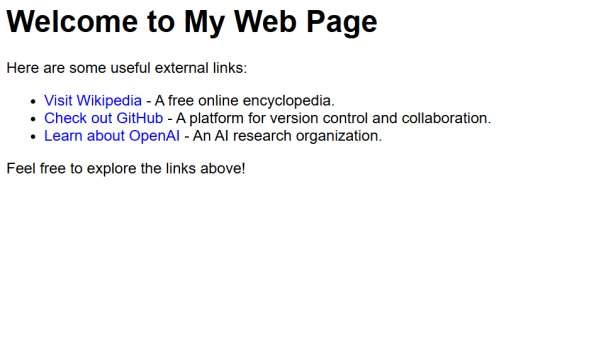 Welcome to My Web Page
Here are some useful external links:
Visit Wikipedia - A free online encyclopedia.
Check out GitHub - A platform for version control and collaboration.
Learn about OpenAI - An AI research organization.
Feel free to explore the links above!